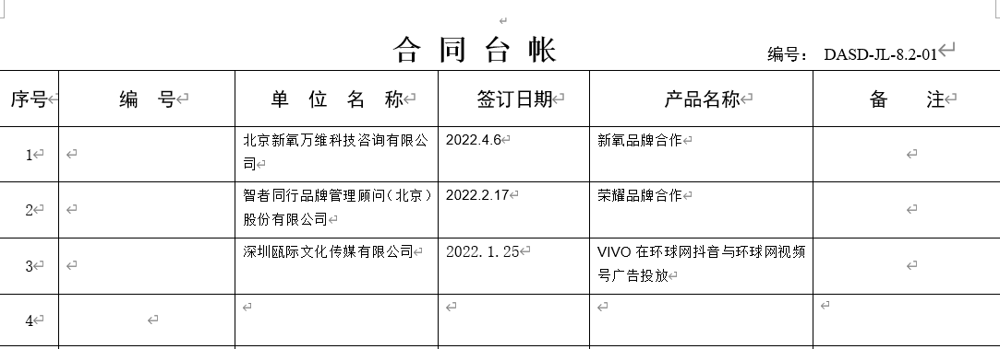 合 同 台 帐
编号： DASD-JL-8.2-01
序号 编 号 单 位 名 称 签订日期 产品名称 备 注
1 北京新氧万维科技咨询有限公 2022.4.6 新氧品牌合作
司
2 智者同行品牌管理顾问（北京） 2022.2.17 荣耀品牌合作
股份有限公司
3 深圳瓯际文化传媒有限公司 2022.1.25 VIVO 在环球网抖音与环球网视频
号广告投放
4